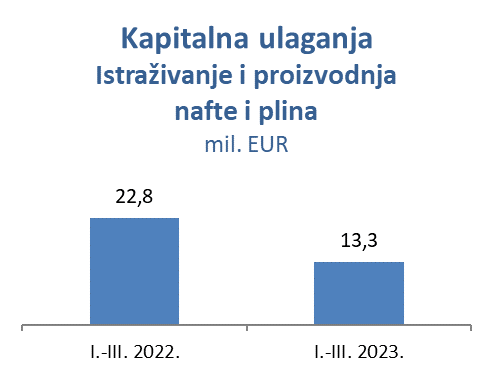 Kapitalna ulaganja
Istraživanje i proizvodnja
nafte i plina
mil. EUR
22,8
13,3
I.-III. 2022.
I.-III. 2023.